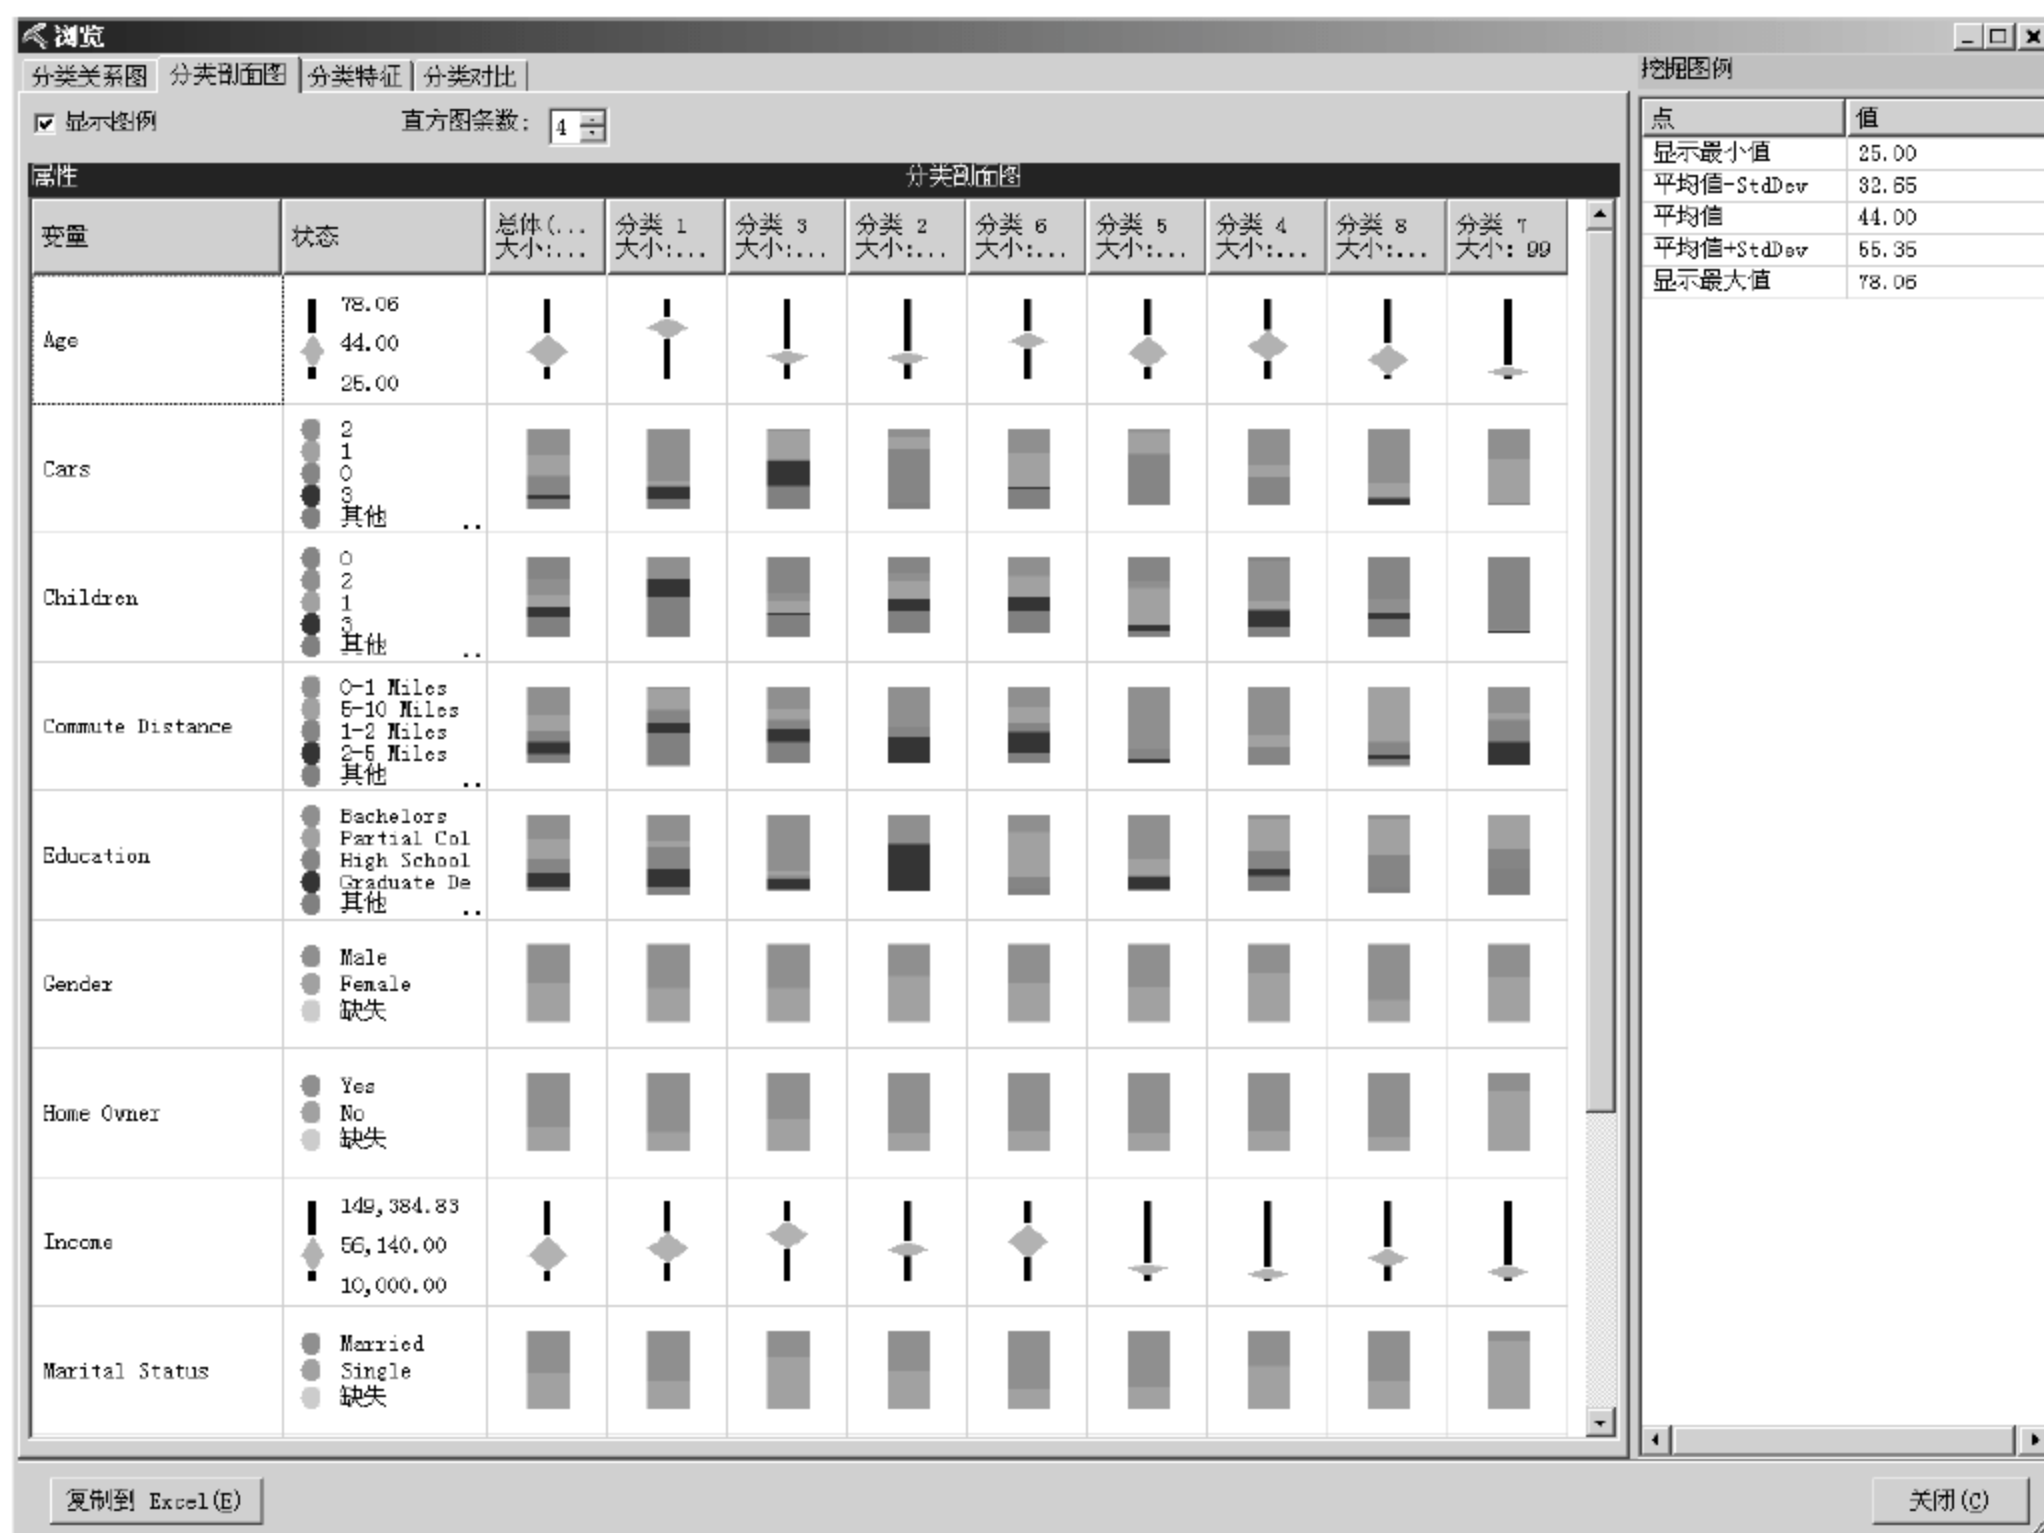 浏览
分类关系图 分类剖面图 分类特征 分类对比
显示图例 直方图条数: 4
属性 分类剖面图
变量 状态 总体(... 大小:... 分类 1 大小:... 分类 3 大小:... 分类 2 大小:... 分类 6 大小:... 分类 5 大小:... 分类 4 大小:... 分类 8 大小:... 分类 7 大小: 99
Age
78.06
44.00
25.00
Cars
2
1
0
3
其他 ..
Children
0
2
1
3
其他 ..
Commute Distance
0-1 Miles
5-10 Miles
1-2 Miles
2-5 Miles
其他 ..
Education
Bachelors
Partial Col
High School
Graduate De
其他 ..
Gender
Male
Female
缺失
Home Owner
Yes
No
缺失
Income
149,384.83
56,140.00
10,000.00
Marital Status
Married
Single
缺失
挖掘图例
点 值
显示最小值 25.00
平均值-StdDev 32.65
平均值 44.00
平均值+StdDev 55.35
显示最大值 78.06
复制到 Excel(E)
关闭(C)